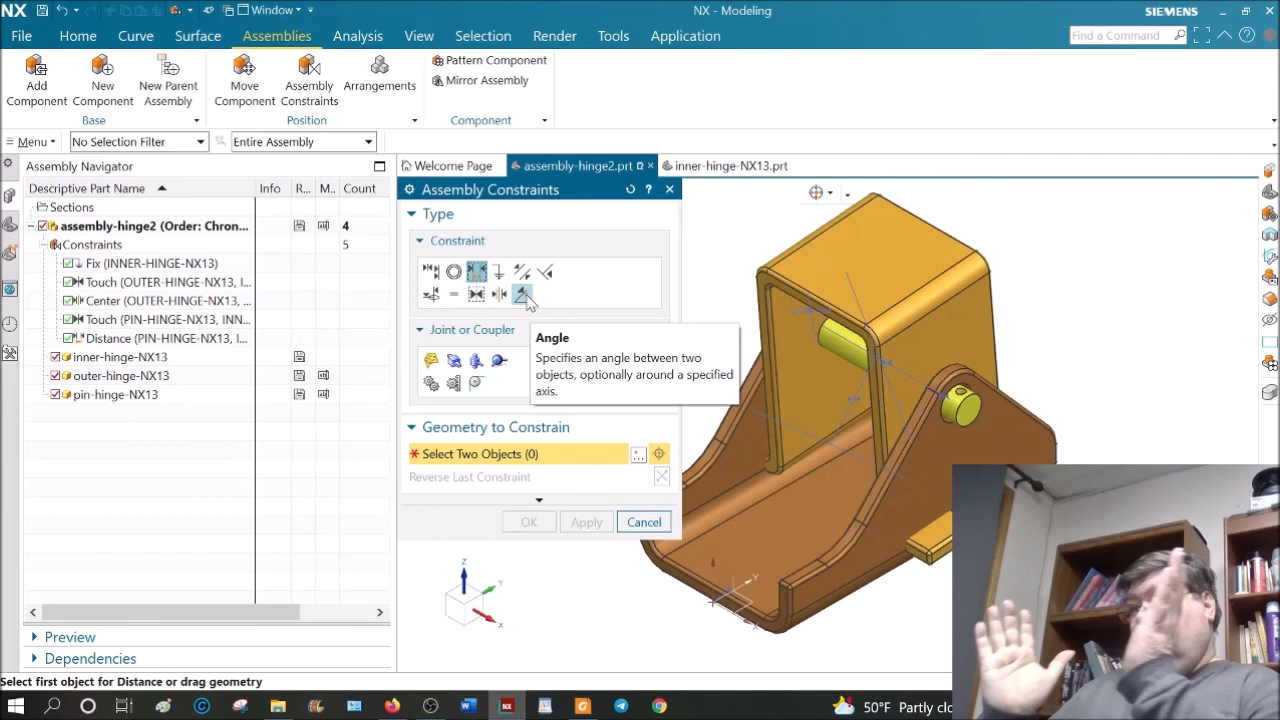 NX
Window
NX - Modeling
SIEMENS
File Home Curve Surface Assemblies Analysis View Selection Render Tools Application
Find a Command
Add Component
New Component
New Parent Assembly
Move Component
Assembly Constraints
Arrangements
Pattern Component
Mirror Assembly
Base
Position
Component
Menu
No Selection Filter
Entire Assembly
Assembly Navigator
Welcome Page
assembly-hinge2.prt
inner-hinge-NX13.prt
Descriptive Part Name Info R... M.. Count
Sections
assembly-hinge2 (Order: Chron... 4
Constraints 5
Fix (INNER-HINGE-NX13)
Touch (OUTER-HINGE-NX13, I...
Center (OUTER-HINGE-NX13, ...
Touch (PIN-HINGE-NX13, INN...
Distance (PIN-HINGE-NX13, I...
inner-hinge-NX13
outer-hinge-NX13
pin-hinge-NX13
Assembly Constraints
Type
Constraint
Joint or Coupler
Angle
Specifies an angle between two
objects, optionally around a specified
axis.
Geometry to Constrain
* Select Two Objects (0)
Reverse Last Constraint
OK Apply Cancel
Z
Y
X
Y
X
Preview
Dependencies
Select first object for Distance or drag geometry
50°F Partly clo